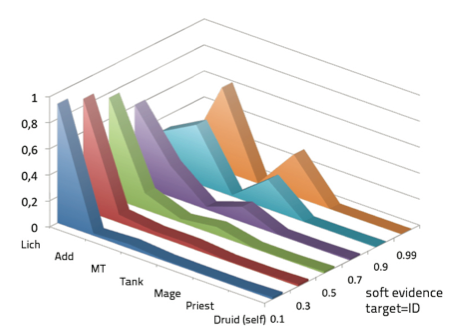 1
0,8
0,6
0,4
0,2
0
Lich
Add
MT
Tank
Mage
Priest
Druid (self)
0.1
0.3
0.5
0.7
0.9
0.99
soft evidence
target=ID